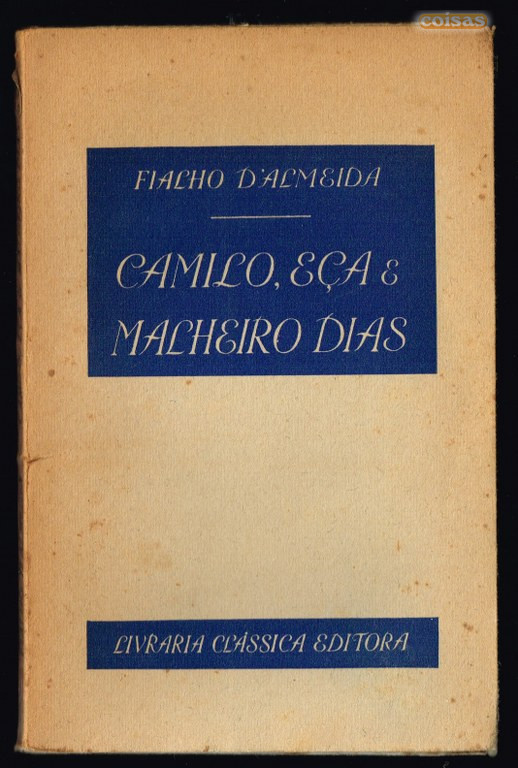 coisas
FIALHO D'ALMEIDA
CAMILO, EÇA E
MALHEIRO DIAS
LIVRARIA CLÁSSICA EDITORA